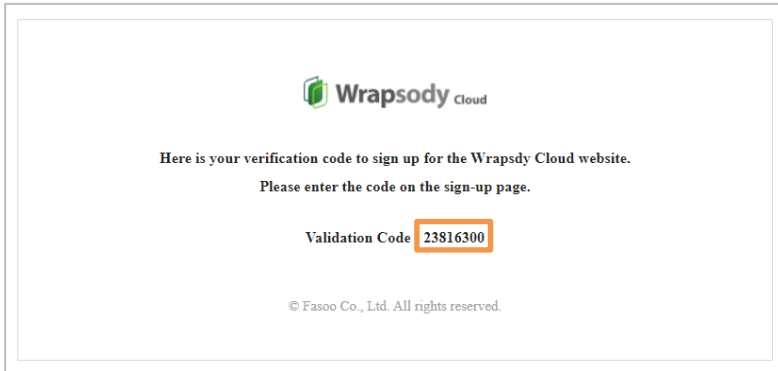 Wrapsody Cloud
Here is your verification code to sign up for the Wrapsdy Cloud website.
Please enter the code on the sign-up page.
Validation Code 23816300
© Fasoo Co., Ltd. All rights reserved.